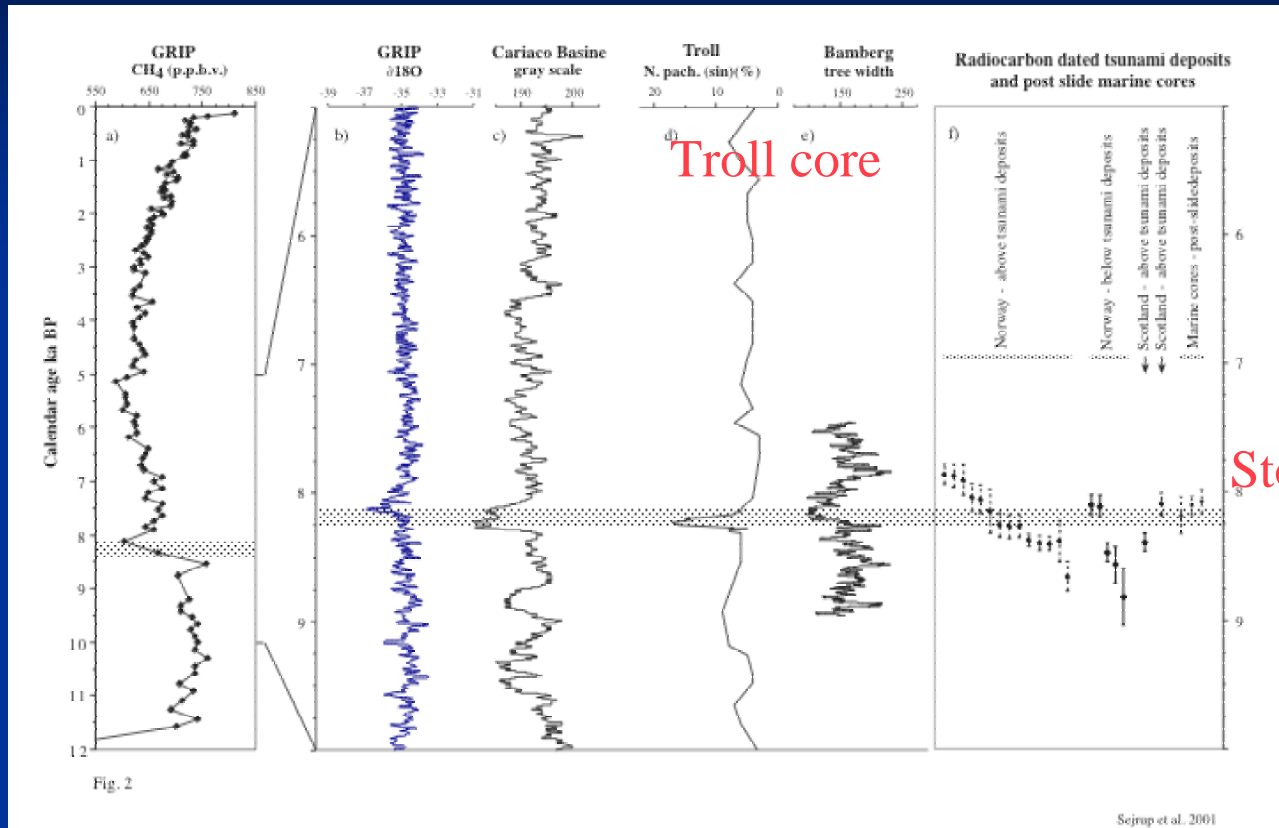 GRIP
CH4 (p.p.b.v.)
550 650 750 850
GRIP
∂18O
-39 -37 -35 -33 -31
Cariaco Basine
gray scale
190 200
Troll
N. pach. (sin)(%)
20 10 0
Bamberg
tree width
150 250
Radiocarbon dated tsunami deposits
and post slide marine cores
a)
b)
c)
d)
e)
f)
Troll core
Calendar age ka BP
0
1
2
3
4
5
6
7
8
9
10
11
12
6
7
8
9
Norway - above tsunami deposits
Norway - below tsunami deposits
Scotland - above tsunami deposits
Scotland - above tsunami deposits
Marine cores - post-slidedeposits
6
7
8
9
Fig. 2
Sejrup et al. 2001